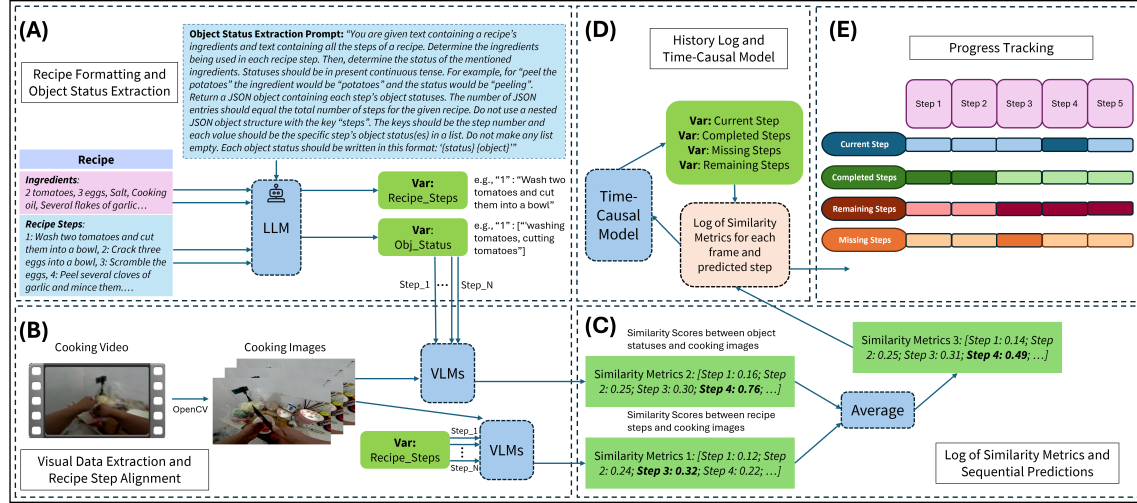 (A)
Recipe Formatting and
Object Status Extraction
Object Status Extraction Prompt: “You are given text containing a recipe’s
ingredients and text containing all the steps of a recipe. Determine the ingredients
being used in each recipe step. Then, determine the status of the mentioned
ingredients. Statuses should be in present continuous tense. For example, for “peel the
potatoes” the ingredient would be “potatoes” and the status would be “peeling”.
Return a JSON object containing each step’s object statuses. The number of JSON
entries should equal the total number of steps for the given recipe. Do not use a nested
JSON object structure with the key “steps”. The keys should be the step number and
each value should be the specific step’s object status(es) in a list. Do not make any list
empty. Each object status should be written in this format: ‘{status} {object}’”
Recipe
Ingredients:
2 tomatoes, 3 eggs, Salt, Cooking
oil, Several flakes of garlic…
Recipe Steps:
1: Wash two tomatoes and cut
them into a bowl, 2: Crack three
eggs into a bowl, 3: Scramble the
eggs, 4: Peel several cloves of
garlic and mince them….
LLM
Var:
Recipe_Steps
e.g., “1” : “Wash two
tomatoes and cut
them into a bowl”
Var:
Obj_Status
e.g., “1” : [“‘washing
tomatoes, cutting
tomatoes”]
Step_1
...
Step_N
(B)
Cooking Video
OpenCV
Cooking Images
VLMs
Visual Data Extraction and
Recipe Step Alignment
Var:
Recipe_Steps
Step_1
Step_N
VLMs
(C)
Similarity Scores between object
statuses and cooking images
Similarity Metrics 2: [Step 1: 0.16; Step
2: 0.25; Step 3: 0.30; Step 4: 0.76; …]
Similarity Scores between recipe
steps and cooking images
Similarity Metrics 1: [Step 1: 0.12; Step
2: 0.24; Step 3: 0.32; Step 4: 0.22; …]
Average
Similarity Metrics 3: [Step 1: 0.14; Step
2: 0.25; Step 3: 0.31; Step 4: 0.49; …]
Log of Similarity Metrics and
Sequential Predictions
(D)
History Log and
Time-Causal Model
Var: Current Step
Var: Completed Steps
Var: Missing Steps
Var: Remaining Steps
Time-
Causal
Model
Log of Similarity
Metrics for each
frame and
predicted step
(E)
Progress Tracking
Step 1
Step 2
Step 3
Step 4
Step 5
Current Step
Completed Steps
Remaining Steps
Missing Steps